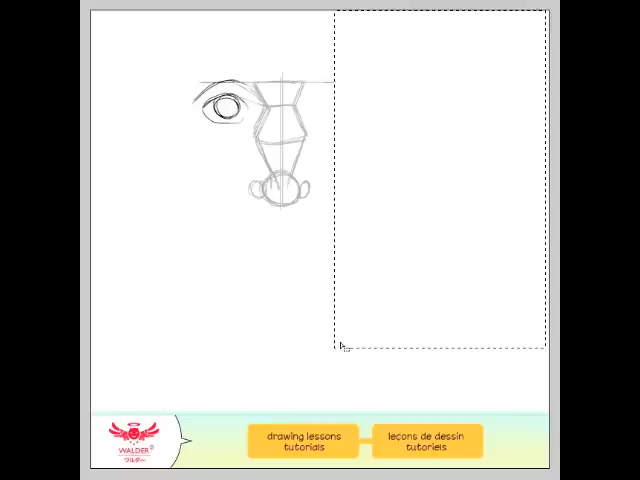 WALDER®
ワルダー
drawing lessons
tutorials
leçons de dessin
tutoriels